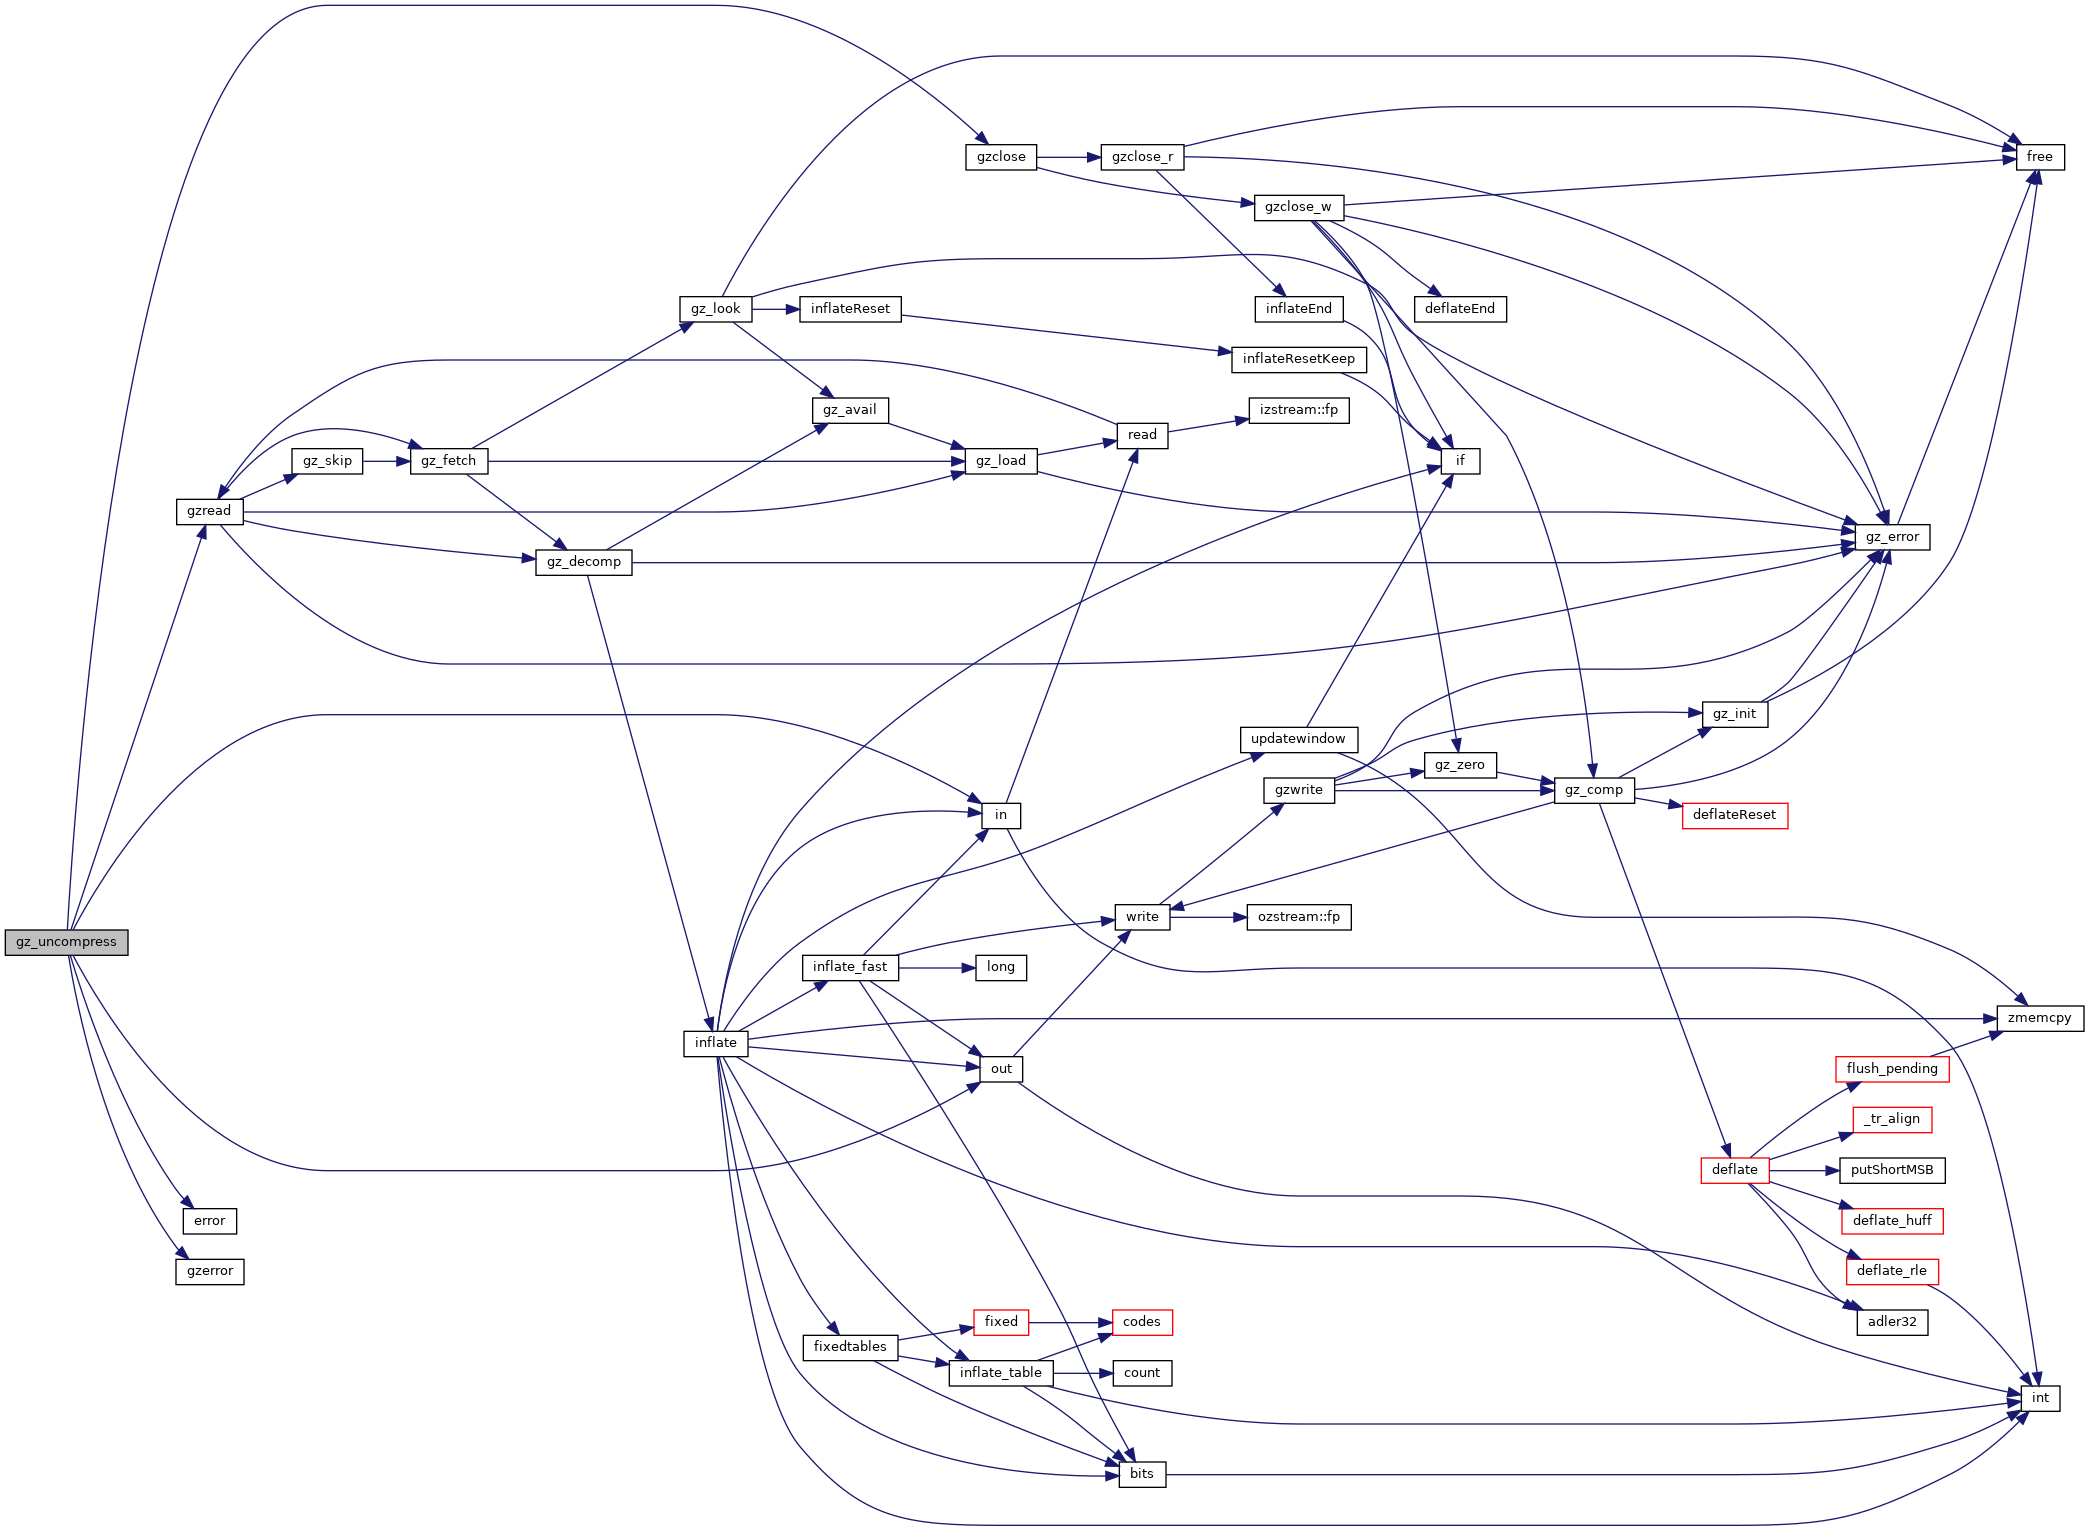 gz_uncompress
gzclose
gzclose_r
free
gzclose_w
gz_look
inflateReset
inflateEnd
deflateEnd
inflateResetKeep
gz_avail
izstream::fp
read
gz_skip
gz_fetch
gz_load
if
gzread
gz_error
gz_decomp
gz_init
updatewindow
gz_zero
gzwrite
gz_comp
in
deflateReset
write
ozstream::fp
inflate_fast
long
zmemcpy
inflate
out
flush_pending
_tr_align
deflate
putShortMSB
error
deflate_huff
gzerror
deflate_rle
fixed
codes
adler32
fixedtables
inflate_table
count
int
bits